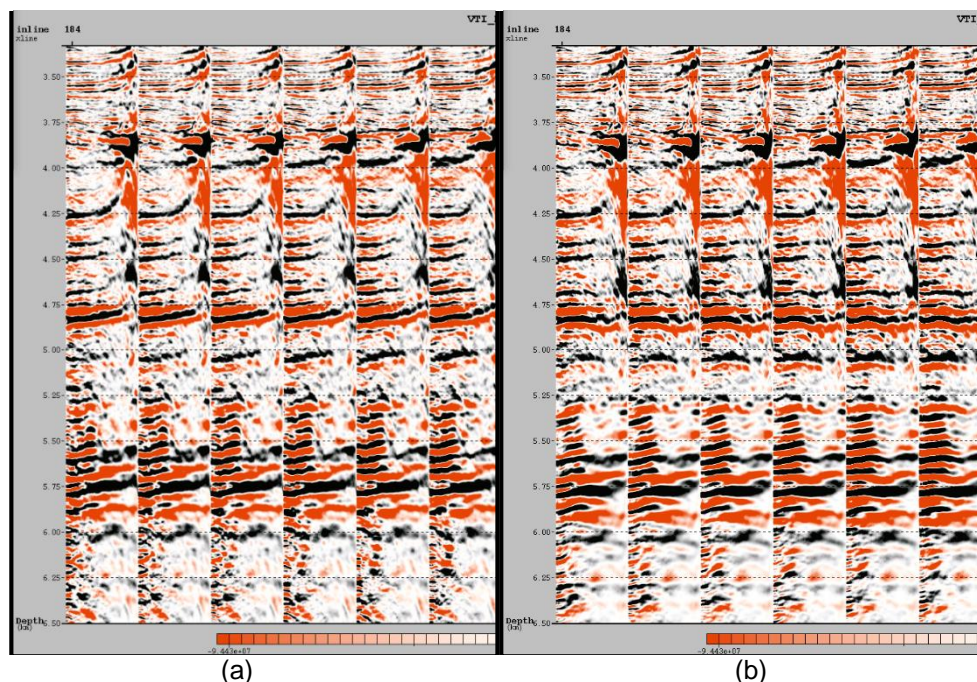 VTI_
inline 184
xline
3.50
3.75
4.00
4.25
4.50
4.75
5.00
5.25
5.50
5.75
6.00
6.25
Depth 6.50
(km)
-9.443e+07
(a)
VTI
inline 184
xline
3.50
3.75
4.00
4.25
4.50
4.75
5.00
5.25
5.50
5.75
6.00
6.25
Depth 6.50
(km)
-9.443e+07
(b)